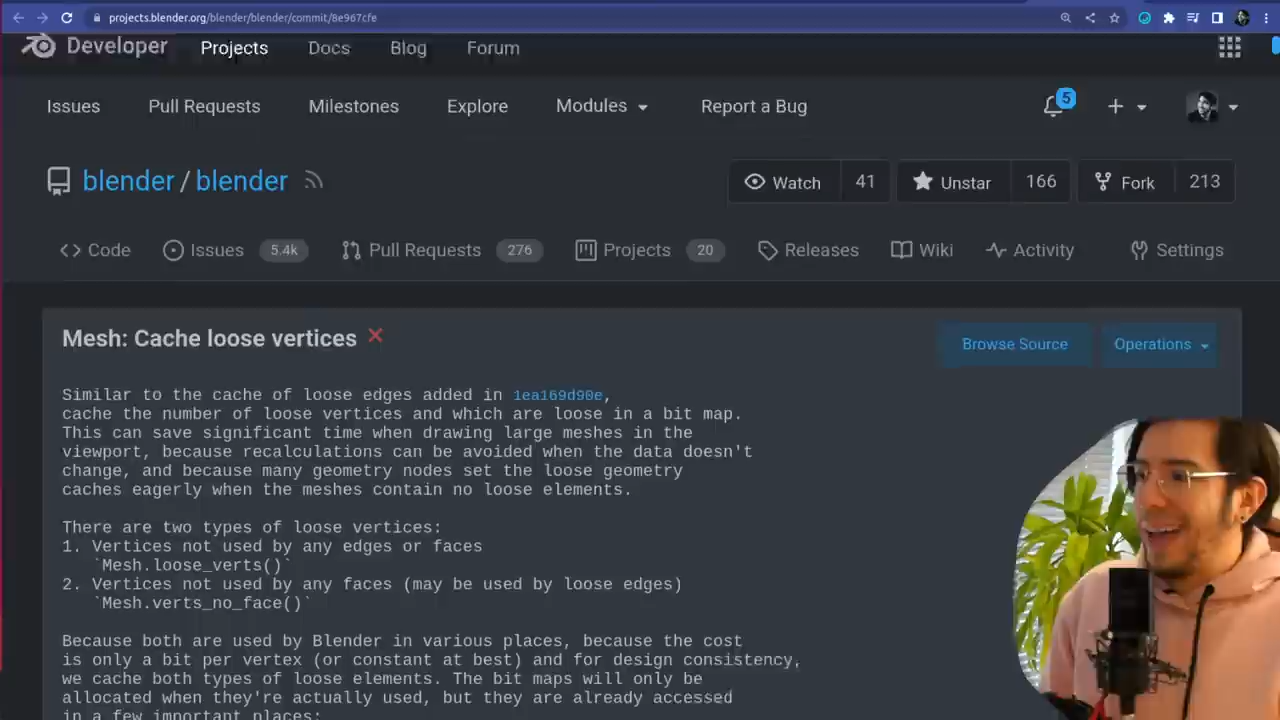 projects.blender.org/blender/blender/commit/8e967cfe
Developer Projects Docs Blog Forum
Issues Pull Requests Milestones Explore Modules Report a Bug 5
blender / blender Watch 41 Unstar 166 Fork 213
<> Code Issues 5.4k Pull Requests 276 Projects 20 Releases Wiki Activity Settings
Mesh: Cache loose vertices Browse Source Operations
Similar to the cache of loose edges added in 1ea169d90e,
cache the number of loose vertices and which are loose in a bit map.
This can save significant time when drawing large meshes in the
viewport, because recalculations can be avoided when the data doesn't
change, and because many geometry nodes set the loose geometry
caches eagerly when the meshes contain no loose elements.
There are two types of loose vertices:
1. Vertices not used by any edges or faces
`Mesh.loose_verts()`
2. Vertices not used by any faces (may be used by loose edges)
`Mesh.verts_no_face()`
Because both are used by Blender in various places, because the cost
is only a bit per vertex (or constant at best) and for design consistency,
we cache both types of loose elements. The bit maps will only be
allocated when they're actually used, but they are already accessed
in a few important places: